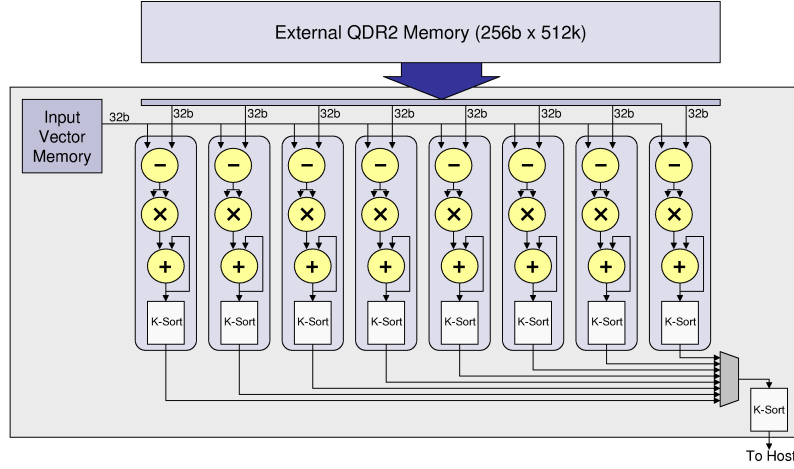 External QDR2 Memory (256b x 512k)
Input
Vector
Memory
32b
32b
32b
32b
32b
32b
32b
32b
32b
−
−
−
−
−
−
−
−
×
×
×
×
×
×
×
×
+
+
+
+
+
+
+
+
K-Sort
K-Sort
K-Sort
K-Sort
K-Sort
K-Sort
K-Sort
K-Sort
K-Sort
To Host